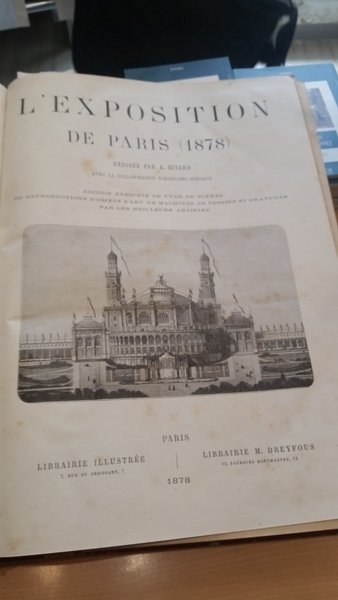 L'EXPOSITION
DE PARIS (1878)
RÉDIGÉE PAR A. BITARD
AVEC LA COLLABORATION D'ÉCRIVAINS SPÉCIAUX
ÉDITION ENRICHIE DE VUES DE SCÈNES
DE REPRODUCTIONS D'OBJETS D'ART, DE MACHINES, DE DESSINS ET GRAVURES
PAR LES MEILLEURS ARTISTES
PARIS
LIBRAIRIE ILLUSTRÉE
7, RUE DU CROISSANT, 7
LIBRAIRIE M. DREYFOUS
13, FAUBOURG MONTMARTRE, 13
1878